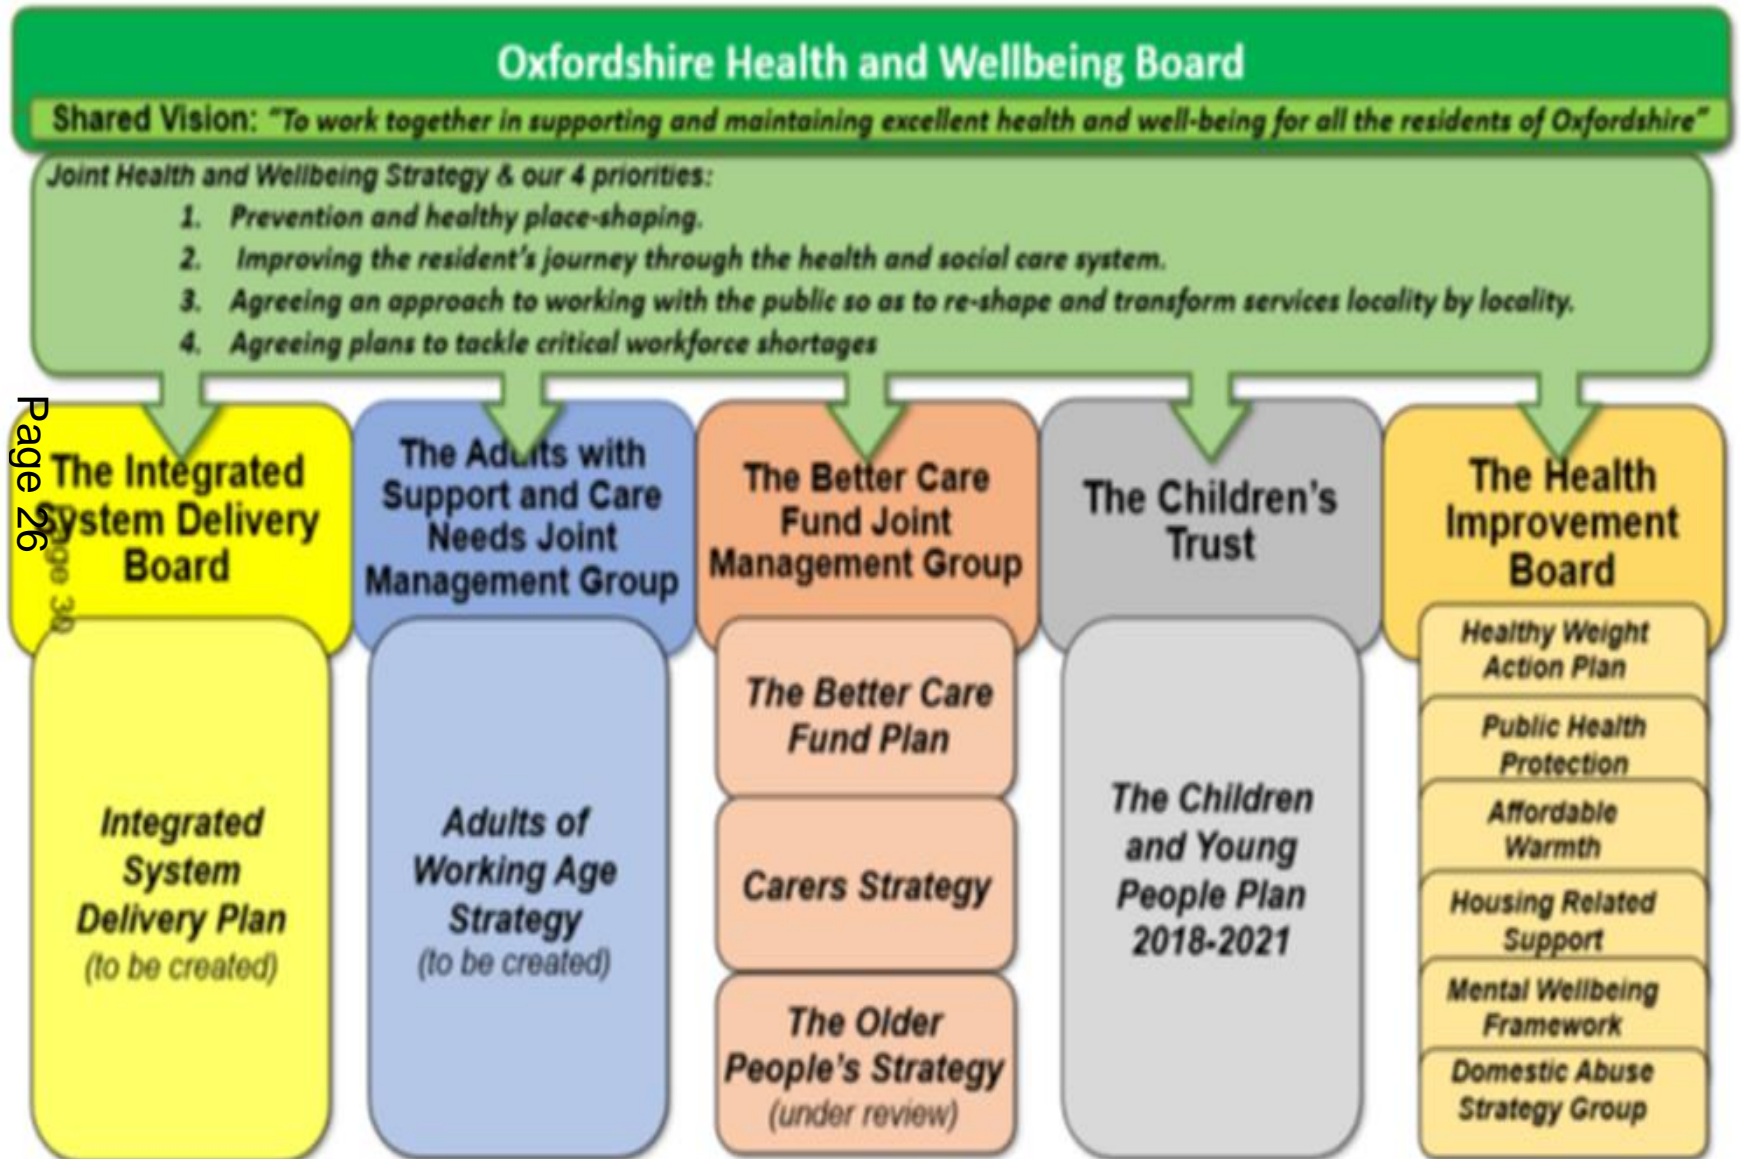 Oxfordshire Health and Wellbeing Board
Shared Vision: “To work together in supporting and maintaining excellent health and well-being for all the residents of Oxfordshire”
Joint Health and Wellbeing Strategy & our 4 priorities:
1. Prevention and healthy place-shaping.
2. Improving the resident’s journey through the health and social care system.
3. Agreeing an approach to working with the public so as to re-shape and transform services locality by locality.
4. Agreeing plans to tackle critical workforce shortages
Page 26
Page 30
The Integrated
System Delivery
Board
Integrated
System
Delivery Plan
(to be created)
The Adults with
Support and Care
Needs Joint
Management Group
Adults of
Working Age
Strategy
(to be created)
The Better Care
Fund Joint
Management Group
The Better Care
Fund Plan
Carers Strategy
The Older
People’s Strategy
(under review)
The Children’s
Trust
The Children
and Young
People Plan
2018-2021
The Health
Improvement
Board
Healthy Weight
Action Plan
Public Health
Protection
Affordable
Warmth
Housing Related
Support
Mental Wellbeing
Framework
Domestic Abuse
Strategy Group